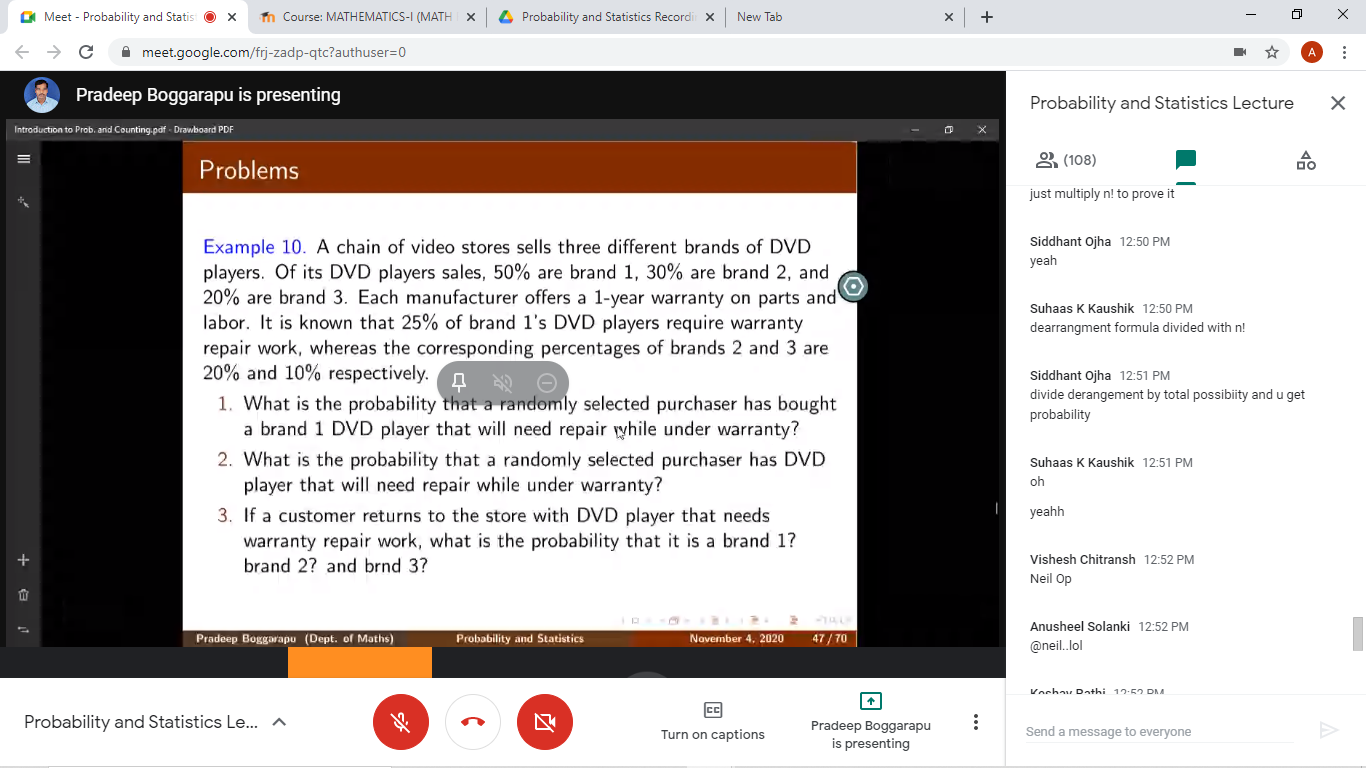 Meet - Probability and Statis
Course: MATHEMATICS-I (MATH
Probability and Statistics Recordi
New Tab
meet.google.com/frj-zadp-qtc?authuser=0
A
Pradeep Boggarapu is presenting
Introduction to Prob. and Counting.pdf - Drawboard PDF
Problems
Example 10. A chain of video stores sells three different brands of DVD
players. Of its DVD players sales, 50% are brand 1, 30% are brand 2, and
20% are brand 3. Each manufacturer offers a 1-year warranty on parts and
labor. It is known that 25% of brand 1's DVD players require warranty
repair work, whereas the corresponding percentages of brands 2 and 3 are
20% and 10% respectively.
1. What is the probability that a randomly selected purchaser has bought
a brand 1 DVD player that will need repair while under warranty?
2. What is the probability that a randomly selected purchaser has DVD
player that will need repair while under warranty?
3. If a customer returns to the store with DVD player that needs
warranty repair work, what is the probability that it is a brand 1?
brand 2? and brnd 3?
Pradeep Boggarapu (Dept. of Maths)
Probability and Statistics
November 4, 2020
47 / 70
Probability and Statistics Lecture
(108)
just multiply n! to prove it
Siddhant Ojha 12:50 PM
yeah
Suhaas K Kaushik 12:50 PM
dearrangment formula divided with n!
Siddhant Ojha 12:51 PM
divide derangement by total possibiity and u get
probability
Suhaas K Kaushik 12:51 PM
oh
yeahh
Vishesh Chitransh 12:52 PM
Neil Op
Anusheel Solanki 12:52 PM
@neil..lol
Keshav Rathi 12:52 PM
Send a message to everyone
Probability and Statistics Le...
Turn on captions
Pradeep Boggarapu
is presenting